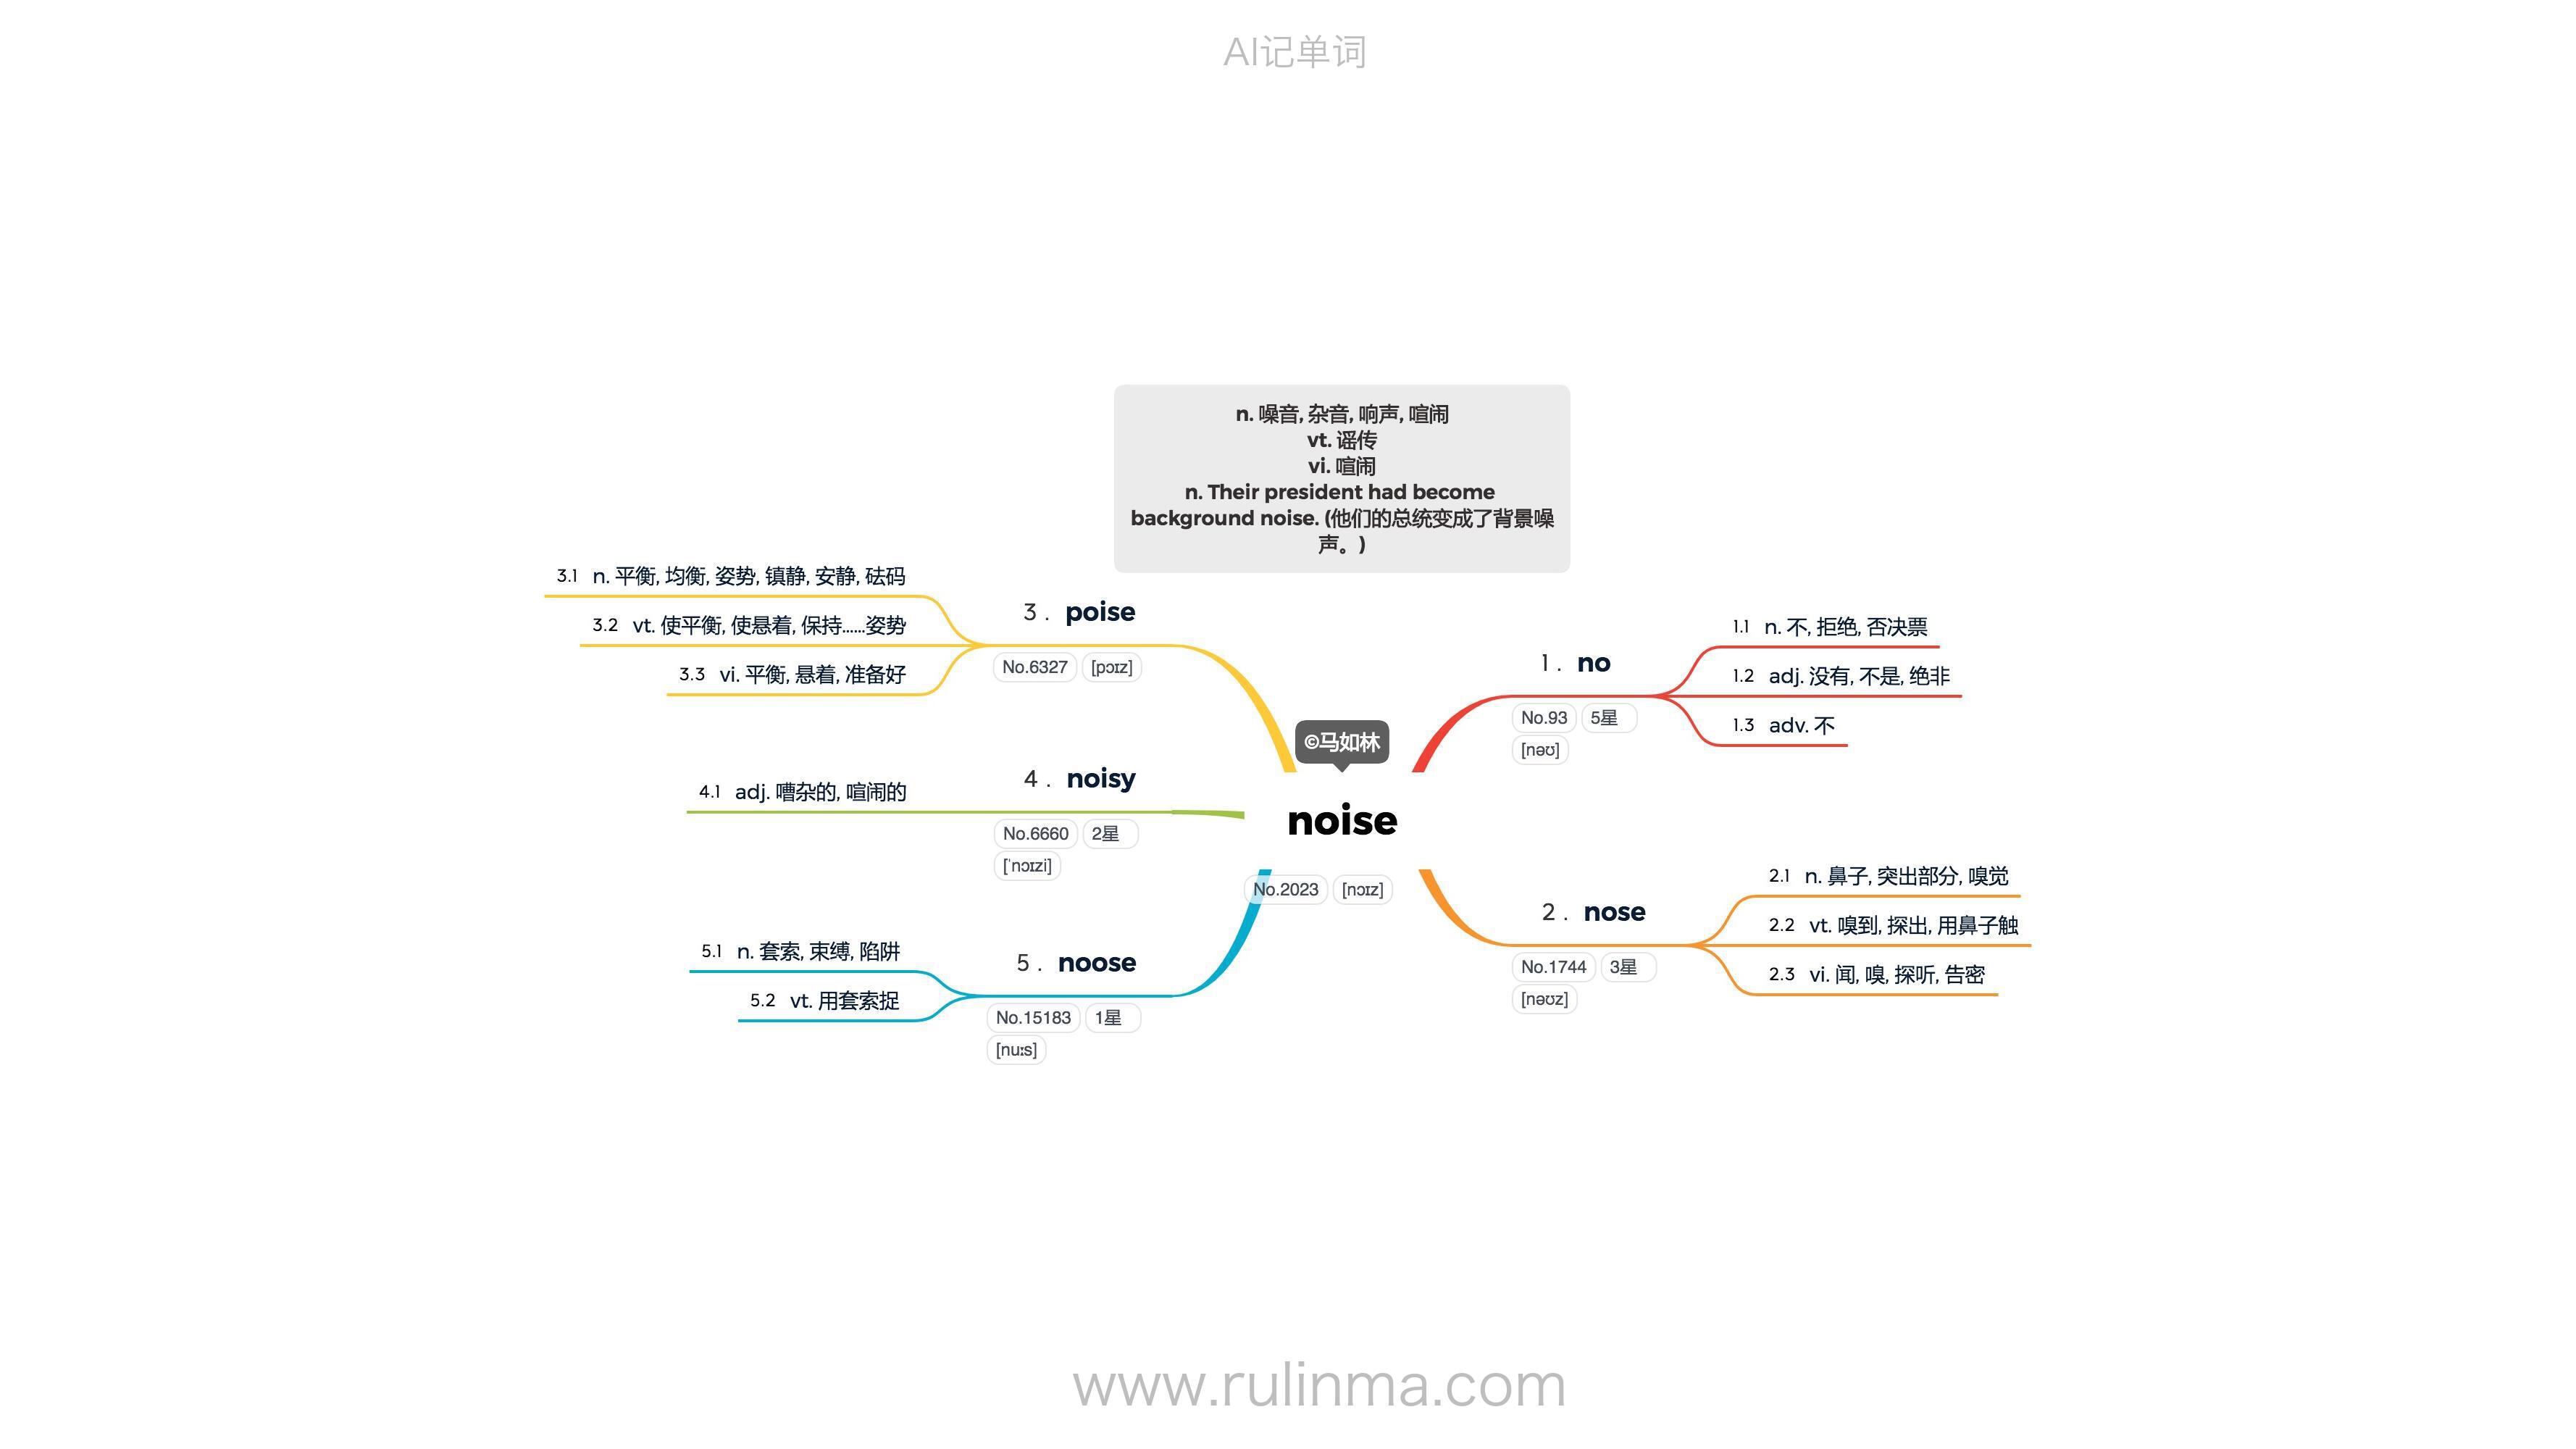 AI记单词
n. 噪音, 杂音, 响声, 喧闹
vt. 谣传
vi. 喧闹
n. Their president had become
background noise. (他们的总统变成了背景噪
声。)
©马如林
noise
No.2023 [nɔɪz]
1 . no
No.93 5星
[nəʊ]
1.1 n. 不, 拒绝, 否决票
1.2 adj. 没有, 不是, 绝非
1.3 adv. 不
2 . nose
No.1744 3星
[nəʊz]
2.1 n. 鼻子, 突出部分, 嗅觉
2.2 vt. 嗅到, 探出, 用鼻子触
2.3 vi. 闻, 嗅, 探听, 告密
3 . poise
No.6327 [pɔɪz]
3.1 n. 平衡, 均衡, 姿势, 镇静, 安静, 砝码
3.2 vt. 使平衡, 使悬着, 保持……姿势
3.3 vi. 平衡, 悬着, 准备好
4 . noisy
No.6660 2星
[ˈnɔɪzi]
4.1 adj. 嘈杂的, 喧闹的
5 . noose
No.15183 1星
[nuːs]
5.1 n. 套索, 束缚, 陷阱
5.2 vt. 用套索捉
www.rulinma.com